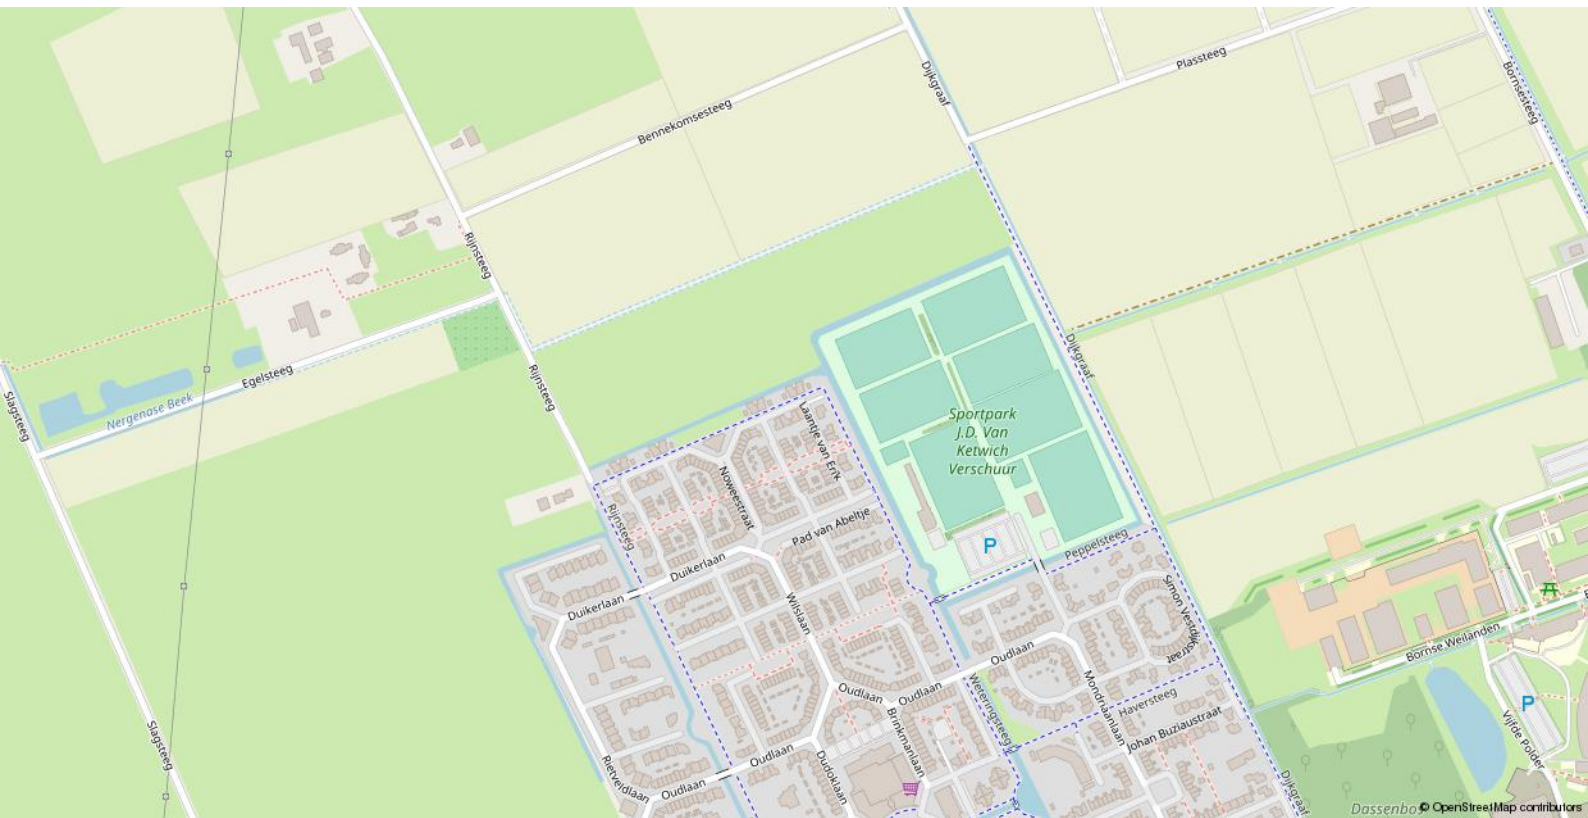 Plassteeg
Dijkgraaf
Bornsesteeg
Bennekomsesteeg
Rijnsteeg
Egelsteeg
Nergenase Beek
Slagsteeg
Rijnsteeg
Dijkgraaf
Sportpark
J.D. Van
Ketwich
Verschuur
Laantje van Erik
Noweestraat
Pad van Abeltje
Rijnsteeg
P
Peppelsteeg
Duikerlaan
Duikerlaan
Wilslaan
Simon Vestdijkstraat
Bornse Weilanden
Oudlaan
Oudlaan
Oudlaan
Weteringsteeg
Mondriaanlaan
Haversteeg
Johan Buziaustraat
Brinkmanlaan
P
Vijfde Polder
Slagsteeg
Oudlaan
Dudoklaan
Rietveldlaan
Oudlaan
Dijkgraaf
Dassenbos
© OpenStreetMap contributors